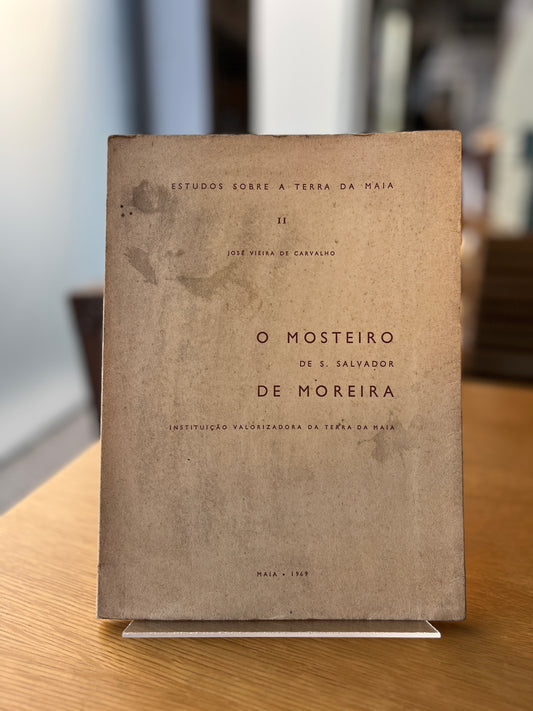 ESTUDOS SOBRE A TERRA DA MAIA
II
JOSÉ VIEIRA DE CARVALHO
O MOSTEIRO
DE S. SALVADOR
DE MOREIRA
INSTITUIÇÃO VALORIZADORA DA TERRA DA MAIA
MAIA • 1969